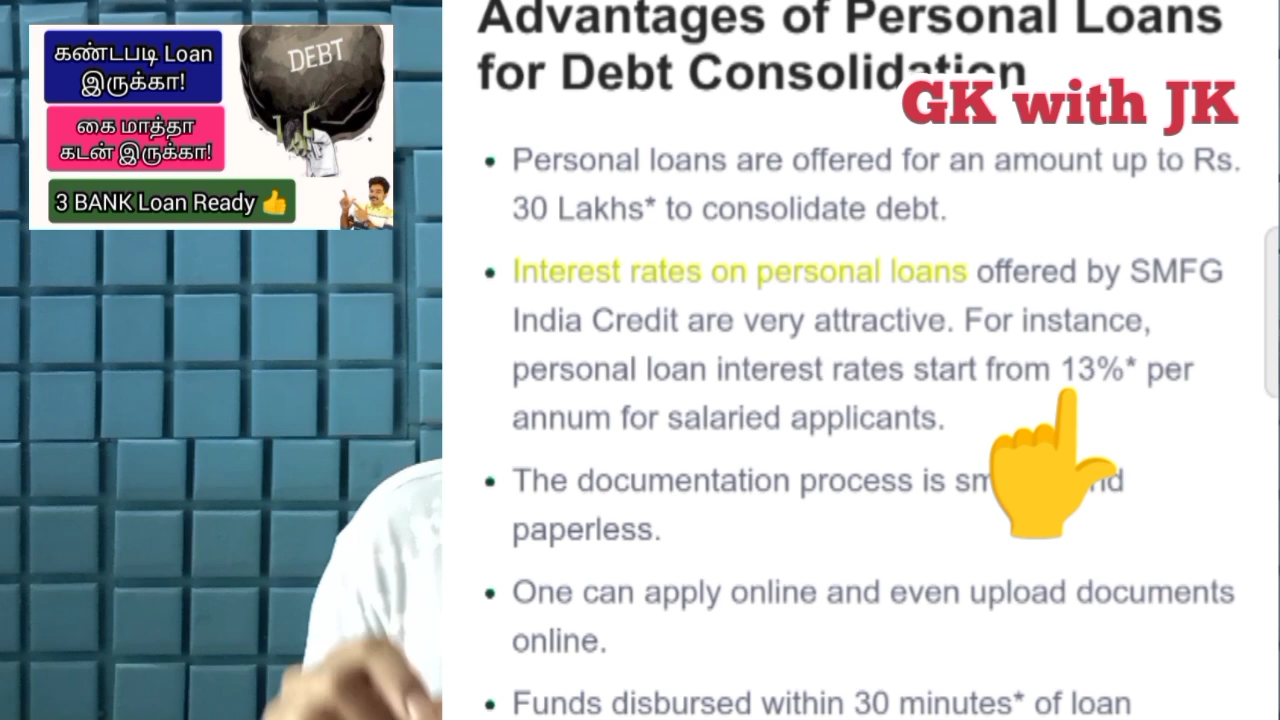 கண்டபடி Loan
இருக்கா!
கை மாத்தா
கடன் இருக்கா!
3 BANK Loan Ready 👍
DEBT
Advantages of Personal Loans
for Debt Consolidation
GK with JK
• Personal loans are offered for an amount up to Rs.
30 Lakhs* to consolidate debt.
• Interest rates on personal loans offered by SMFG
India Credit are very attractive. For instance,
personal loan interest rates start from 13%* per
annum for salaried applicants.
• The documentation process is
paperless.
• One can apply online and even upload documents
online.
• Funds disbursed within 30 minutes* of loan